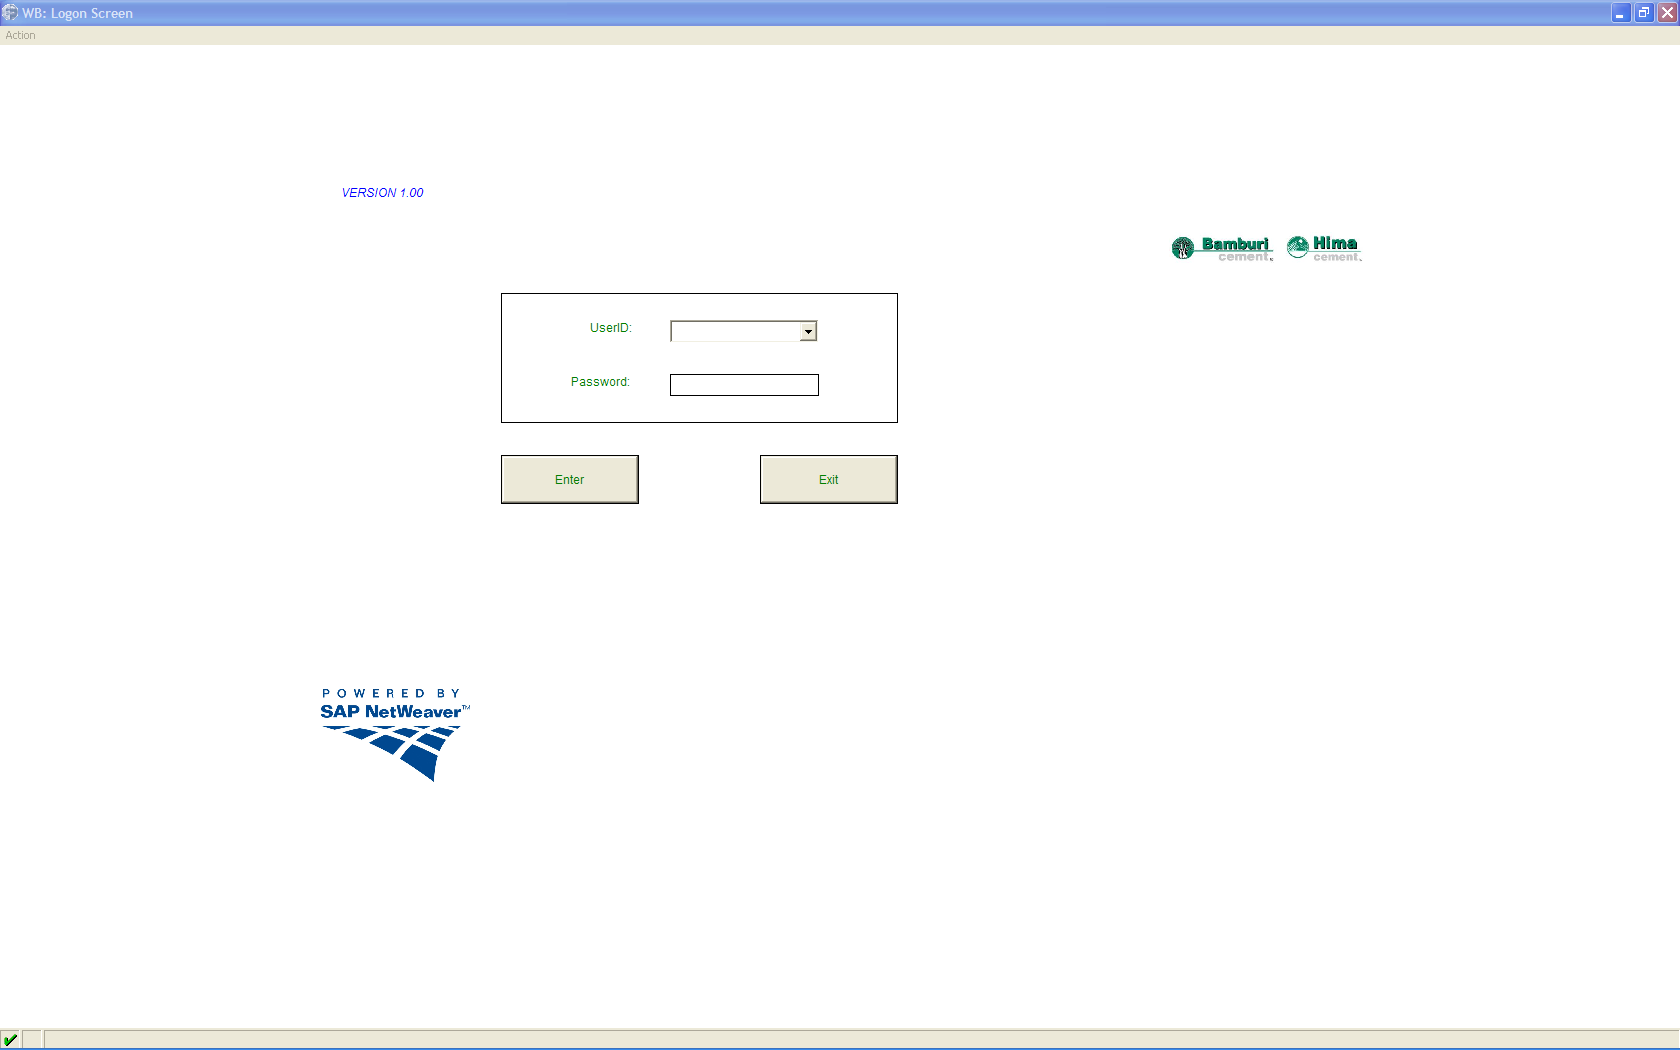 WB: Logon Screen
Action
VERSION 1.00
Bamburi
cement
Hima
cement
UserID:
Password:
Enter
Exit
POWERED BY
SAP NetWeaver™